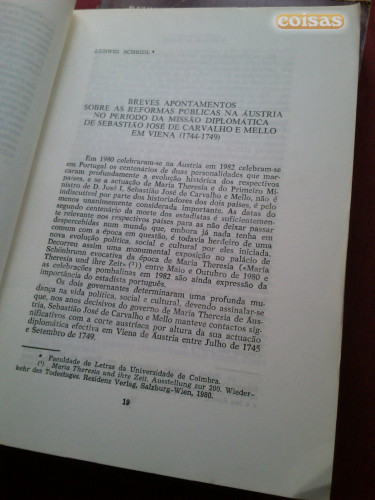 coisas
LUDWIG SCHEIDL *
BREVES APONTAMENTOS
SOBRE AS REFORMAS PÚBLICAS NA ÁUSTRIA
NO PERÍODO DA MISSÃO DIPLOMÁTICA
DE SEBASTIÃO JOSÉ DE CARVALHO E MELLO
EM VIENA (1744-1749)
Em 1980 celebraram-se na Áustria em 1982 celebram-se
em Portugal os centenários de duas personalidades que mar-
caram profundamente a evolução histórica dos respectivos
países, e se a actuação de Maria Theresia e do Primeiro Mi-
nistro de D. José I, Sebastião José de Carvalho e Mello, não é
indiscutível por parte dos historiadores dos dois países, é pelo
menos unanimemente considerada importante. As datas do
segundo centenário da morte dos estadistas é suficientemen-
te relevante nos respectivos países para as não deixar passar
despercebidas num mundo que, embora já nada tenha em
comum com a época em questão, é todavia herdeiro de uma
nova evolução política, social e cultural por eles iniciada.
Decorreu assim uma monumental exposição no palácio de
Schönbrunn evocativa da época de Maria Theresia («Maria
Theresia und ihre Zeit» (¹)) entre Maio e Outubro de 1980 e
as celebrações pombalinas em 1982 são ainda expressão da
importância do estadista português.
Os dois governantes determinaram uma profunda mu-
dança na vida política, social e cultural, devendo assinalar-se
que, nos anos decisivos do governo de Maria Theresia de Áus-
tria, Sebastião José de Carvalho e Mello manteve contactos sig-
nificativos com a corte austríaca por altura da sua actuação
diplomática efectiva em Viena de Áustria entre Julho de 1745
e Setembro de 1749.
* Faculdade de Letras da Universidade de Coimbra.
(¹) Maria Theresia und ihre Zeit. Ausstellung zur 200. Wieder-
kehr des Todestages. Residenz Verlag, Salzburg-Wien, 1980.
19